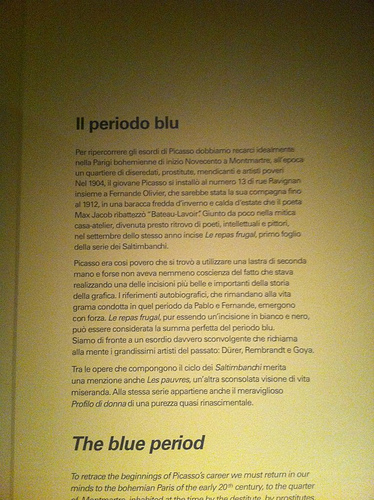 Il periodo blu
Per ripercorrere gli esordi di Picasso dobbiamo recarci idealmente
nella Parigi bohemienne di inizio Novecento a Montmartre, all'epoca
un quartiere di diseredati, prostitute, mendicanti e artisti poveri
Nel 1904, il giovane Picasso si installò al numero 13 di rue Ravignan
insieme a Fernande Olivier, che sarebbe stata la sua compagna fino
al 1912, in una baracca fredda d'inverno e calda d'estate che il poeta
Max Jacob ribattezzò "Bateau-Lavoir". Giunto da poco nella mitica
casa-atelier, divenuta presto ritrovo di poeti, intellettuali e pittori,
nel settembre dello stesso anno incise Le repas frugal, primo foglio
della serie dei Saltimbanchi.
Picasso era così povero che si trovò a utilizzare una lastra di seconda
mano e forse non aveva nemmeno coscienza del fatto che stava
realizzando una delle incisioni più belle e importanti della storia
della grafica. I riferimenti autobiografici, che rimandano alla vita
grama condotta in quel periodo da Pablo e Fernande, emergono
con forza. Le repas frugal, pur essendo un'incisione in bianco e nero,
può essere considerata la summa perfetta del periodo blu.
Siamo di fronte a un esordio davvero sconvolgente che richiama
alla mente i grandissimi artisti del passato: Dürer, Rembrandt e Goya.
Tra le opere che compongono il ciclo dei Saltimbanchi merita
una menzione anche Les pauvres, un'altra sconsolata visione di vita
miseranda. Alla stessa serie appartiene anche il meraviglioso
Profilo di donna di una purezza quasi rinascimentale.
The blue period
To retrace the beginnings of Picasso's career we must return in our
minds to the bohemian Paris of the early 20th century, to the quarter
of Montmartre, inhabited at the time by the destitute, by prostitutes